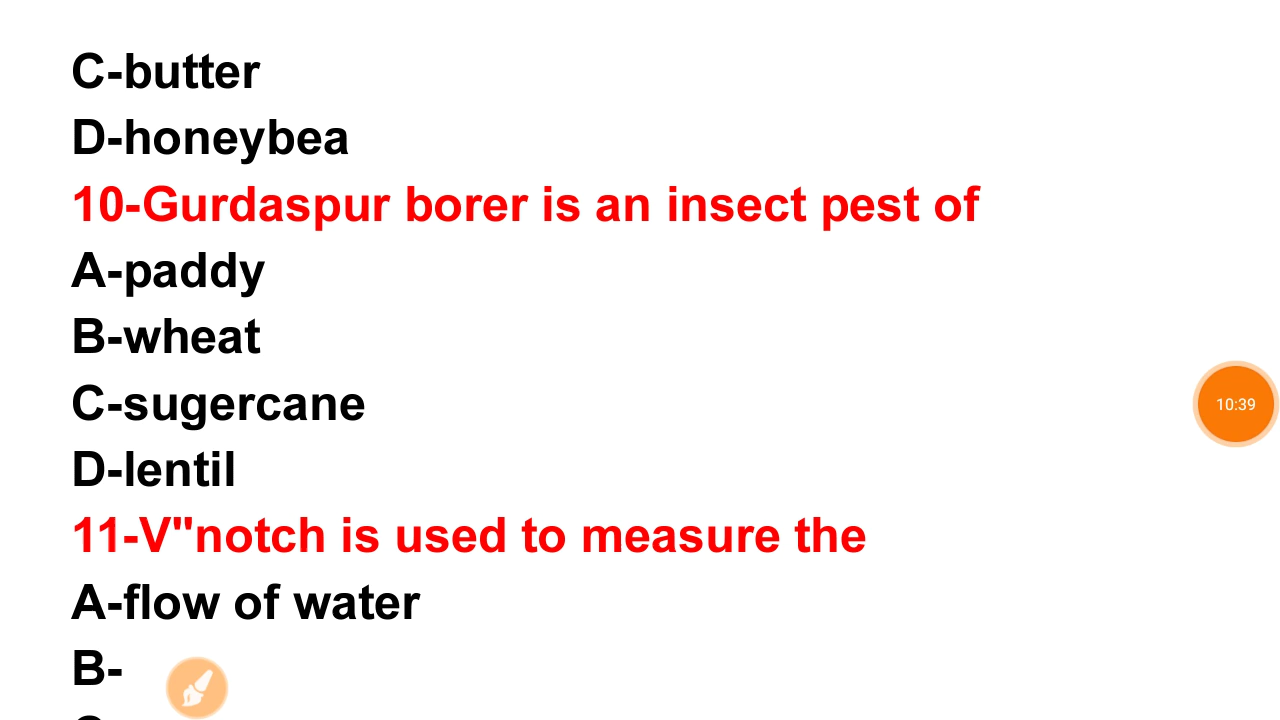 C-butter
D-honeybea
10-Gurdaspur borer is an insect pest of
A-paddy
B-wheat
C-sugercane
10:39
D-lentil
11-V"notch is used to measure the
A-flow of water
B-